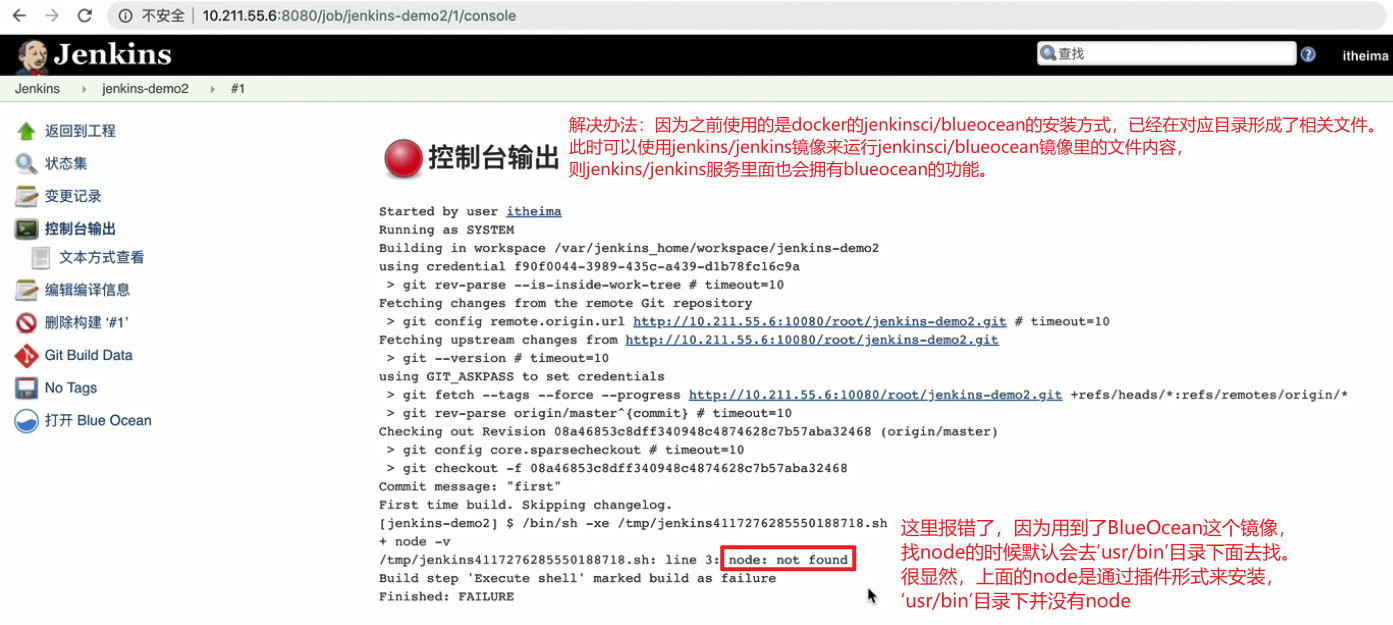 不安全 10.211.55.6:8080/job/jenkins-demo2/1/console
Jenkins
查找
itheima
Jenkins jenkins-demo2 #1
返回到工程
状态集
变更记录
控制台输出
文本方式查看
编辑编译信息
删除构建 ‘#1’
Git Build Data
No Tags
打开 Blue Ocean
解决办法：因为之前使用的是docker的jenkinsci/blueocean的安装方式，已经在对应目录形成了相关文件。
此时可以使用jenkins/jenkins镜像来运行jenkinsci/blueocean镜像里的文件内容，
则jenkins/jenkins服务里面也会拥有blueocean的功能。
控制台输出
Started by user itheima
Running as SYSTEM
Building in workspace /var/jenkins_home/workspace/jenkins-demo2
using credential f90f0044-3989-435c-a439-d1b78fc16c9a
> git rev-parse --is-inside-work-tree # timeout=10
Fetching changes from the remote Git repository
> git config remote.origin.url http://10.211.55.6:10080/root/jenkins-demo2.git # timeout=10
Fetching upstream changes from http://10.211.55.6:10080/root/jenkins-demo2.git
> git --version # timeout=10
using GIT_ASKPASS to set credentials
> git fetch --tags --force --progress http://10.211.55.6:10080/root/jenkins-demo2.git +refs/heads/*:refs/remotes/origin/*
> git rev-parse origin/master^{commit} # timeout=10
Checking out Revision 08a46853c8dff340948c4874628c7b57aba32468 (origin/master)
> git config core.sparsecheckout # timeout=10
> git checkout -f 08a46853c8dff340948c4874628c7b57aba32468
Commit message: "first"
First time build. Skipping changelog.
[jenkins-demo2] $ /bin/sh -xe /tmp/jenkins4117276285550188718.sh
+ node -v
/tmp/jenkins4117276285550188718.sh: line 3: node: not found
Build step 'Execute shell' marked build as failure
Finished: FAILURE
这里报错了，因为用到了BlueOcean这个镜像，
找node的时候默认会去‘usr/bin’目录下面去找。
很显然，上面的node是通过插件形式来安装，
‘usr/bin’目录下并没有node